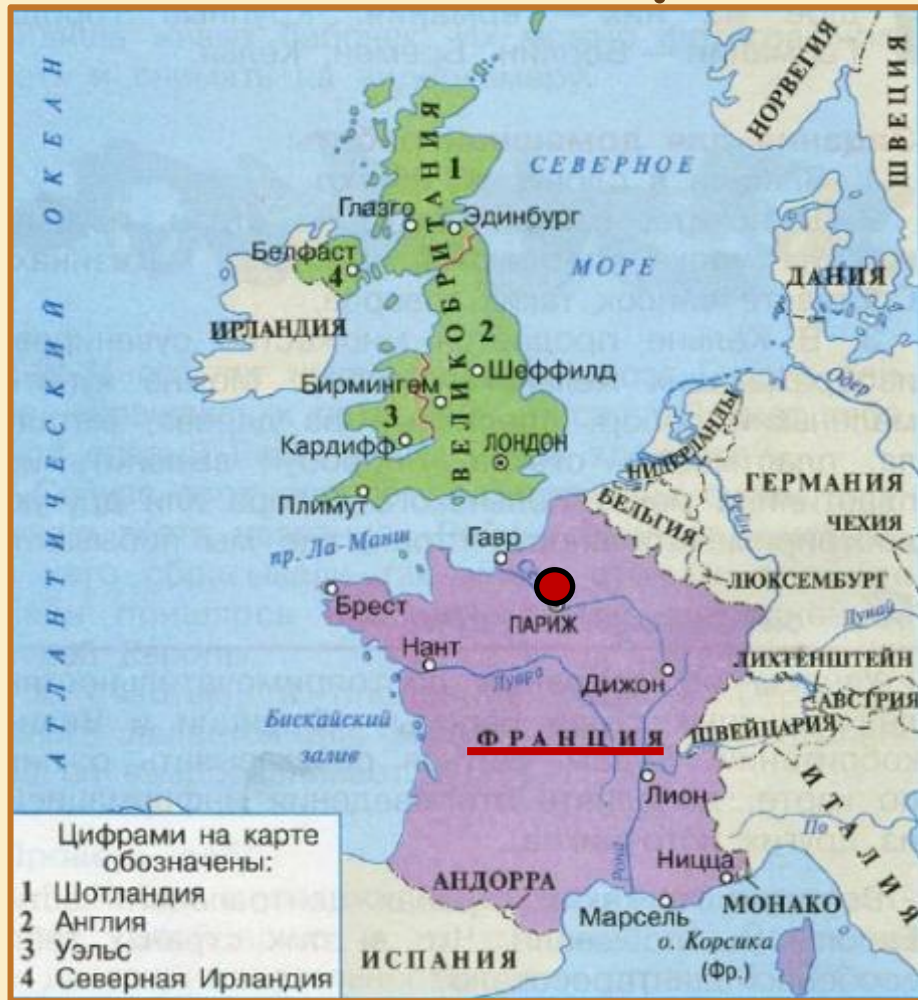 АТЛАНТИЧЕСКИЙ ОКЕАН
НОРВЕГИЯ
ШВЕЦИЯ
ВЕЛИКОБРИТАНИЯ
1
СЕВЕРНОЕ
МОРЕ
Глазго
Эдинбург
Белфаст
4
ДАНИЯ
ИРЛАНДИЯ
2
Шеффилд
Бирмингем
3
Кардифф
ЛОНДОН
Плимут
Одер
НИДЕРЛАНДЫ
ГЕРМАНИЯ
Рейн
БЕЛЬГИЯ
ЧЕХИЯ
пр. Ла-Манш
Гавр
ЛЮКСЕМБУРГ
Брест
ПАРИЖ
Дунай
Нант
Луара
Дижон
ЛИХТЕНШТЕЙН
АВСТРИЯ
ШВЕЙЦАРИЯ
Бискайский
залив
ФРАНЦИЯ
ИТАЛИЯ
Лион
По
Рона
Ницца
АНДОРРА
Марсель
МОНАКО
о. Корсика
(Фр.)
ИСПАНИЯ
Цифрами на карте
обозначены:
1 Шотландия
2 Англия
3 Уэльс
4 Северная Ирландия